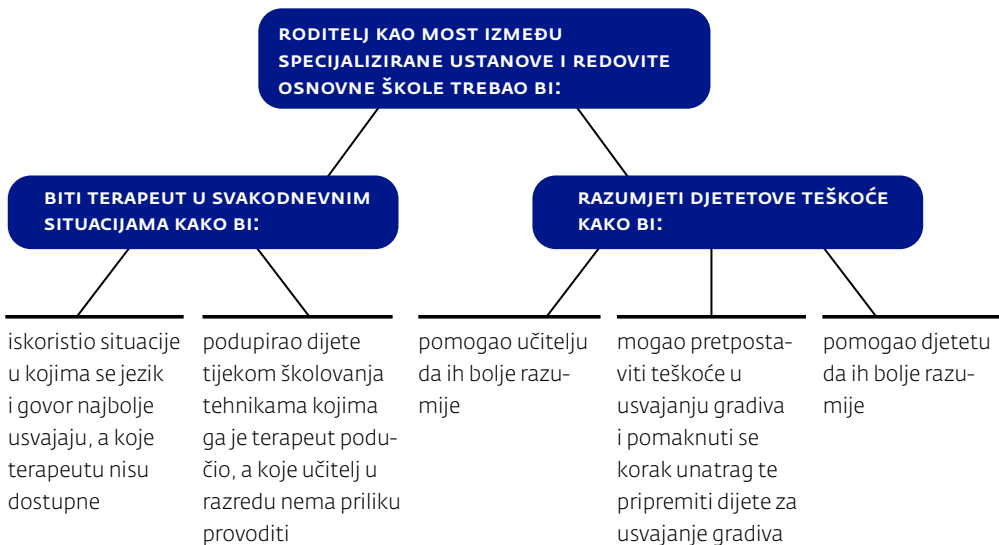 RODITELJ KAO MOST IZMEĐU
SPECIJALIZIRANE USTANOVE I REDOVITE
OSNOVNE ŠKOLE TREBAO BI:
BITI TERAPEUT U SVAKODNEVNIM
SITUACIJAMA KAKO BI:
RAZUMJETI DJETETOVE TEŠKOĆE
KAKO BI:
iskoristio situacije
u kojima se jezik
i govor najbolje
usvajaju, a koje
terapeutu nisu
dostupne
podupirao dijete
tijekom školovanja
tehnikama kojima
ga je terapeut podu-
čio, a koje učitelj u
razredu nema priliku
provoditi
pomogao učitelju
da ih bolje razu-
mije
mogao pretposta-
viti teškoće u
usvajanju gradiva
i pomaknuti se
korak unatrag te
pripremiti dijete za
usvajanje gradiva
pomogao djetetu
da ih bolje razu-
mije